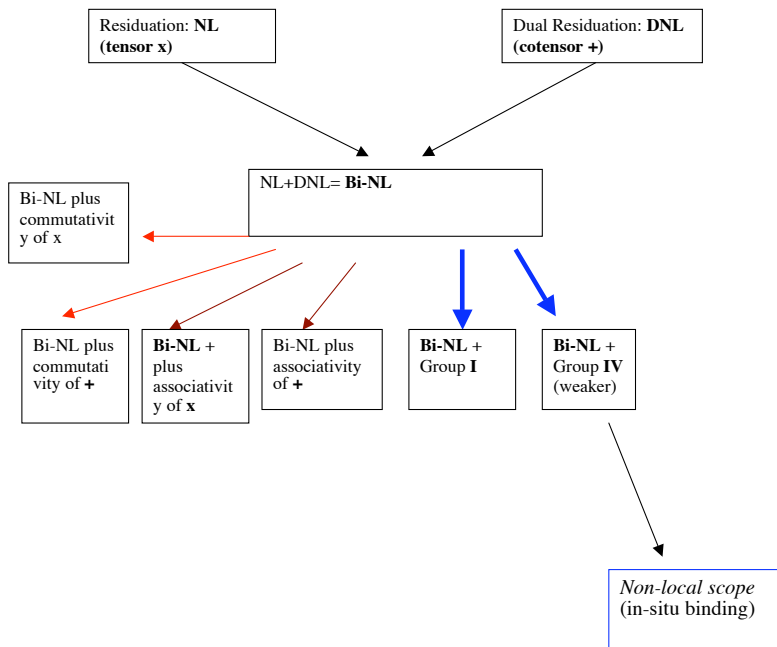 Residuation: NL
(tensor x)
Dual Residuation: DNL
(cotensor +)
NL+DNL= Bi-NL
Bi-NL plus
commutativit
y of x
Bi-NL plus
commutati
vity of +
Bi-NL +
plus
associativit
y of x
Bi-NL plus
associativity
of +
Bi-NL +
Group I
Bi-NL +
Group IV
(weaker)
Non-local scope
(in-situ binding)